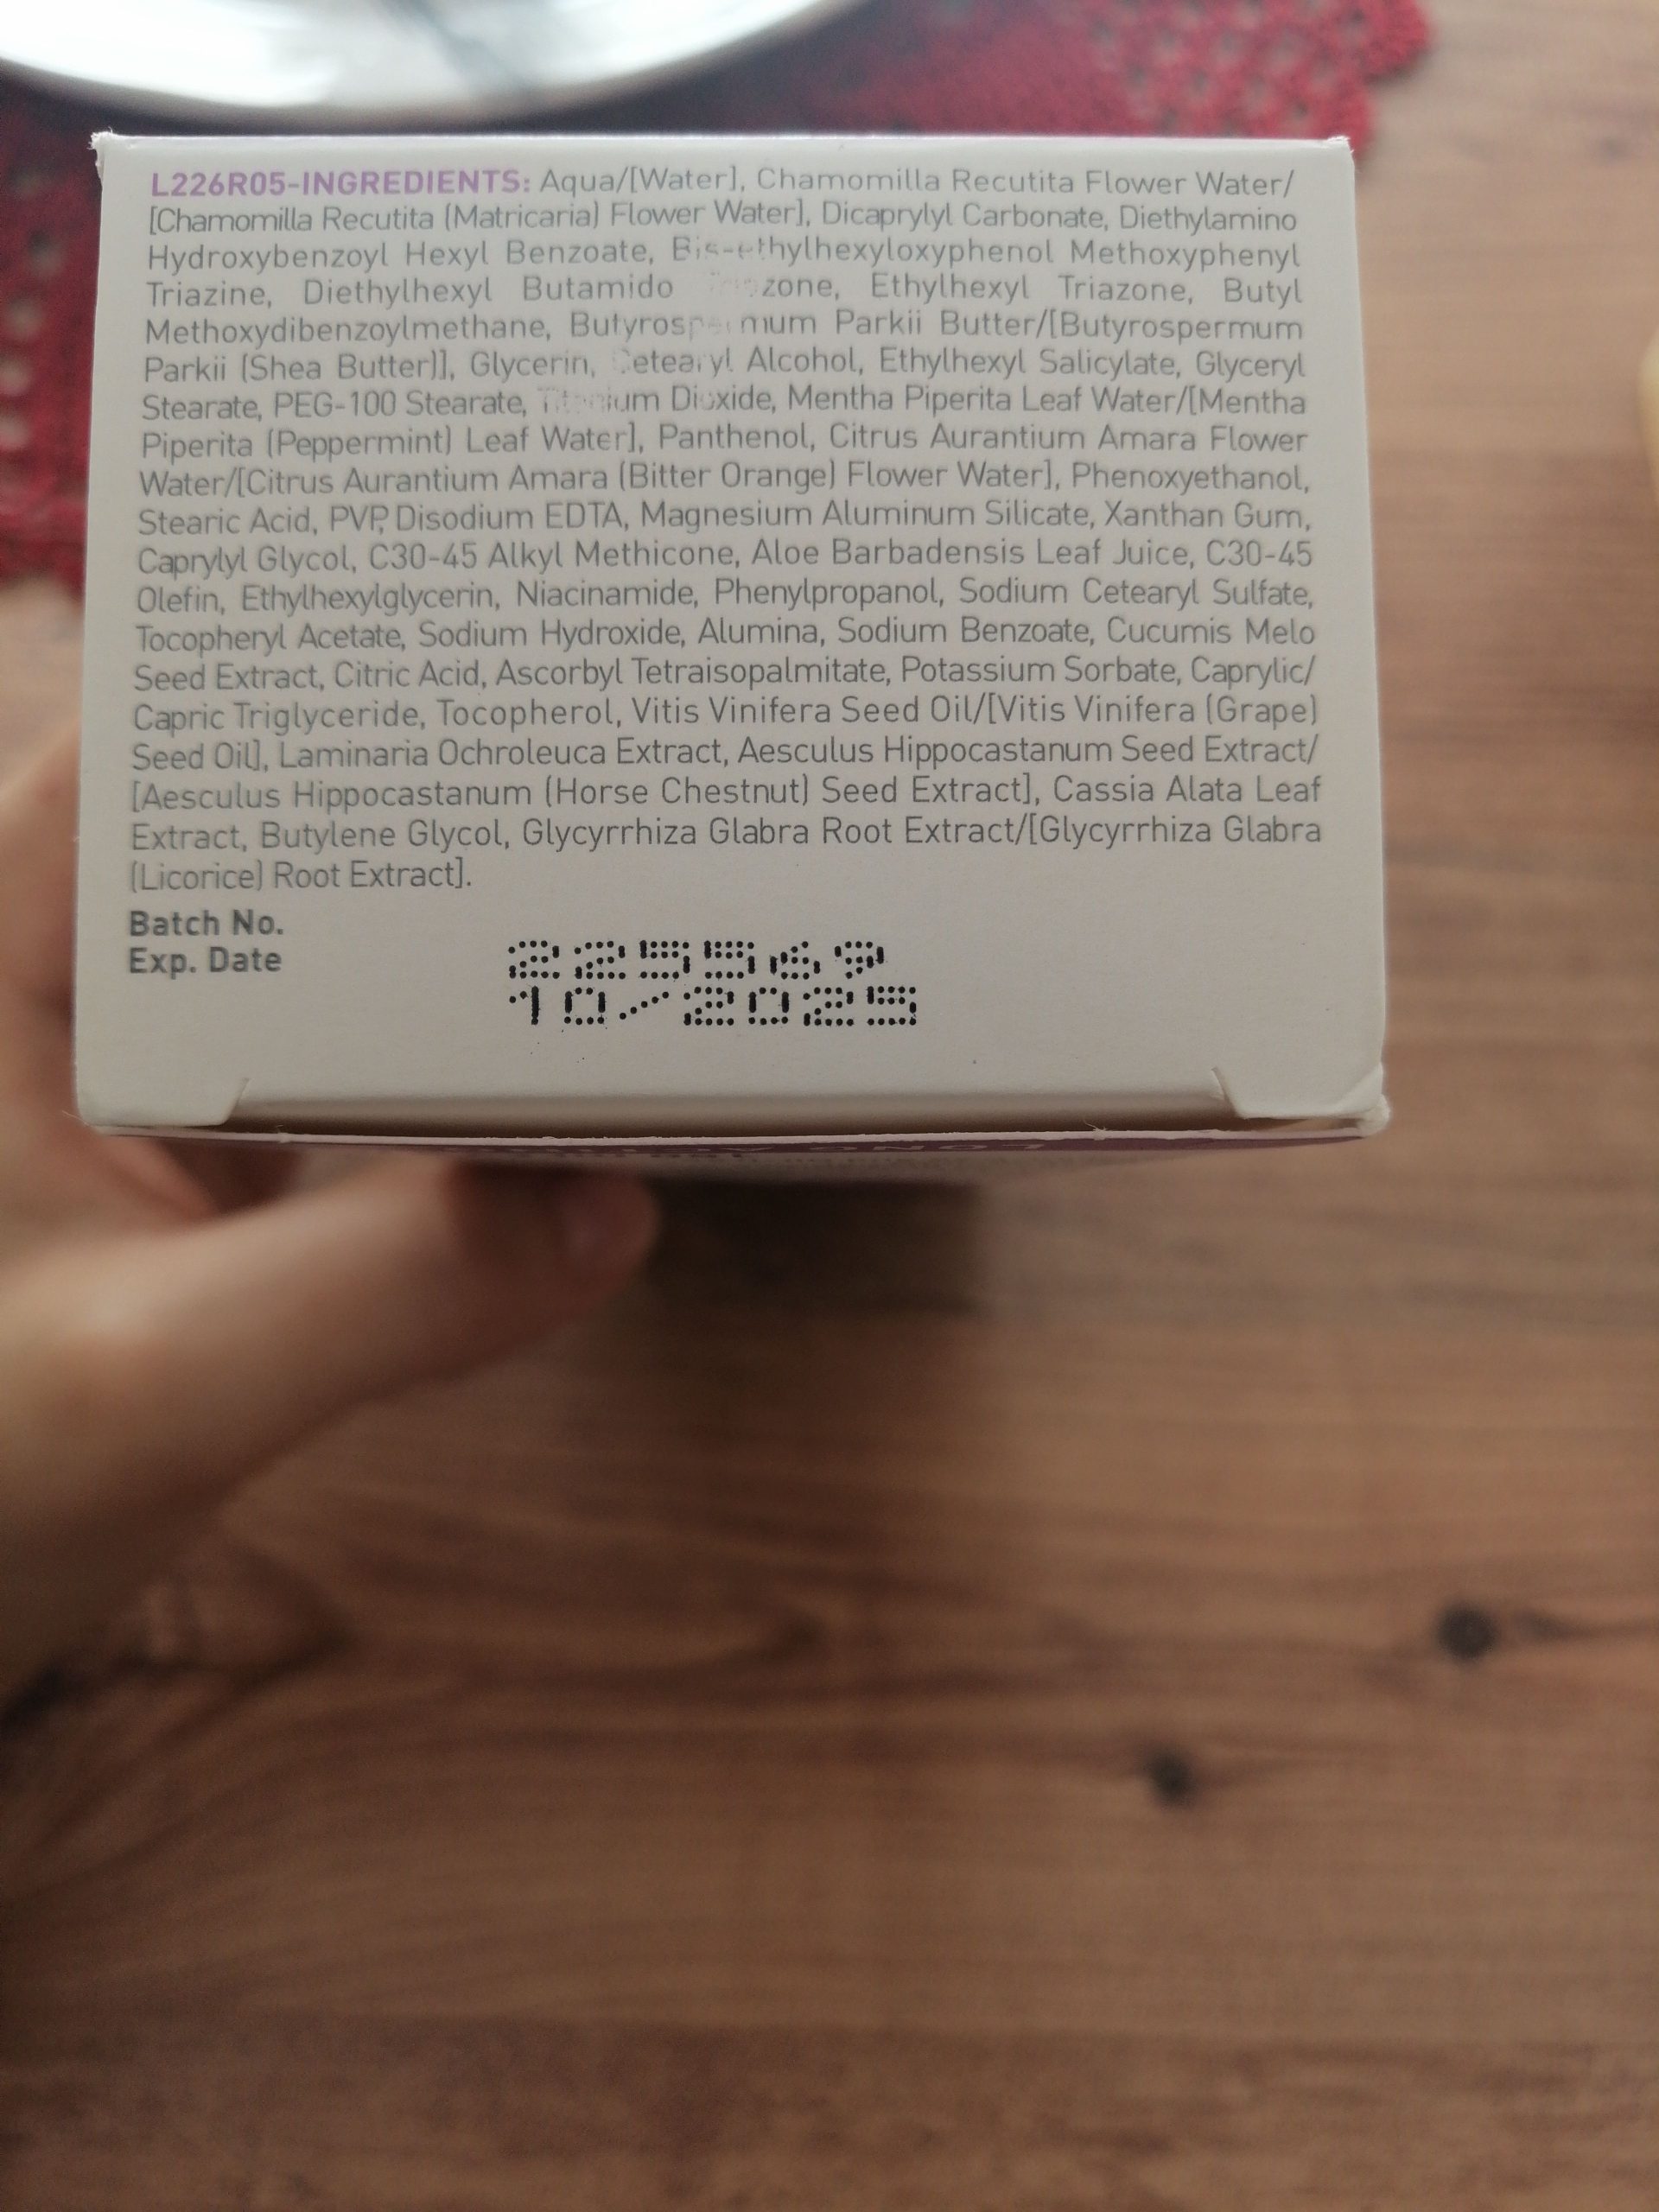 L226R05-INGREDIENTS: Aqua/[Water], Chamomilla Recutita Flower Water/
[Chamomilla Recutita (Matricaria) Flower Water], Dicaprylyl Carbonate, Diethylamino
Hydroxybenzoyl Hexyl Benzoate, Bis-ethylhexyloxyphenol Methoxyphenyl
Triazine, Diethylhexyl Butamido Ethylhexyl Triazone, Butyl
Methoxydibenzoylmethane, Butyrospermum Parkii Butter/[Butyrospermum
Parkii (Shea Butter)], Glycerin, Cetearyl Alcohol, Ethylhexyl Salicylate, Glyceryl
Stearate, PEG-100 Stearate, Titanium Dioxide, Mentha Piperita Leaf Water/[Mentha
Piperita (Peppermint) Leaf Water], Panthenol, Citrus Aurantium Amara Flower
Water/[Citrus Aurantium Amara (Bitter Orange) Flower Water], Phenoxyethanol,
Stearic Acid, PVP, Disodium EDTA, Magnesium Aluminum Silicate, Xanthan Gum,
Caprylyl Glycol, C30-45 Alkyl Methicone, Aloe Barbadensis Leaf Juice, C30-45
Olefin, Ethylhexylglycerin, Niacinamide, Phenylpropanol, Sodium Cetearyl Sulfate,
Tocopheryl Acetate, Sodium Hydroxide, Alumina, Sodium Benzoate, Cucumis Melo
Seed Extract, Citric Acid, Ascorbyl Tetraisopalmitate, Potassium Sorbate, Caprylic/
Capric Triglyceride, Tocopherol, Vitis Vinifera Seed Oil/[Vitis Vinifera (Grape)
Seed Oil], Laminaria Ochroleuca Extract, Aesculus Hippocastanum Seed Extract/
[Aesculus Hippocastanum (Horse Chestnut) Seed Extract], Cassia Alata Leaf
Extract, Butylene Glycol, Glycyrrhiza Glabra Root Extract/[Glycyrrhiza Glabra
(Licorice) Root Extract].
Batch No.
Exp. Date
225569
10/2025